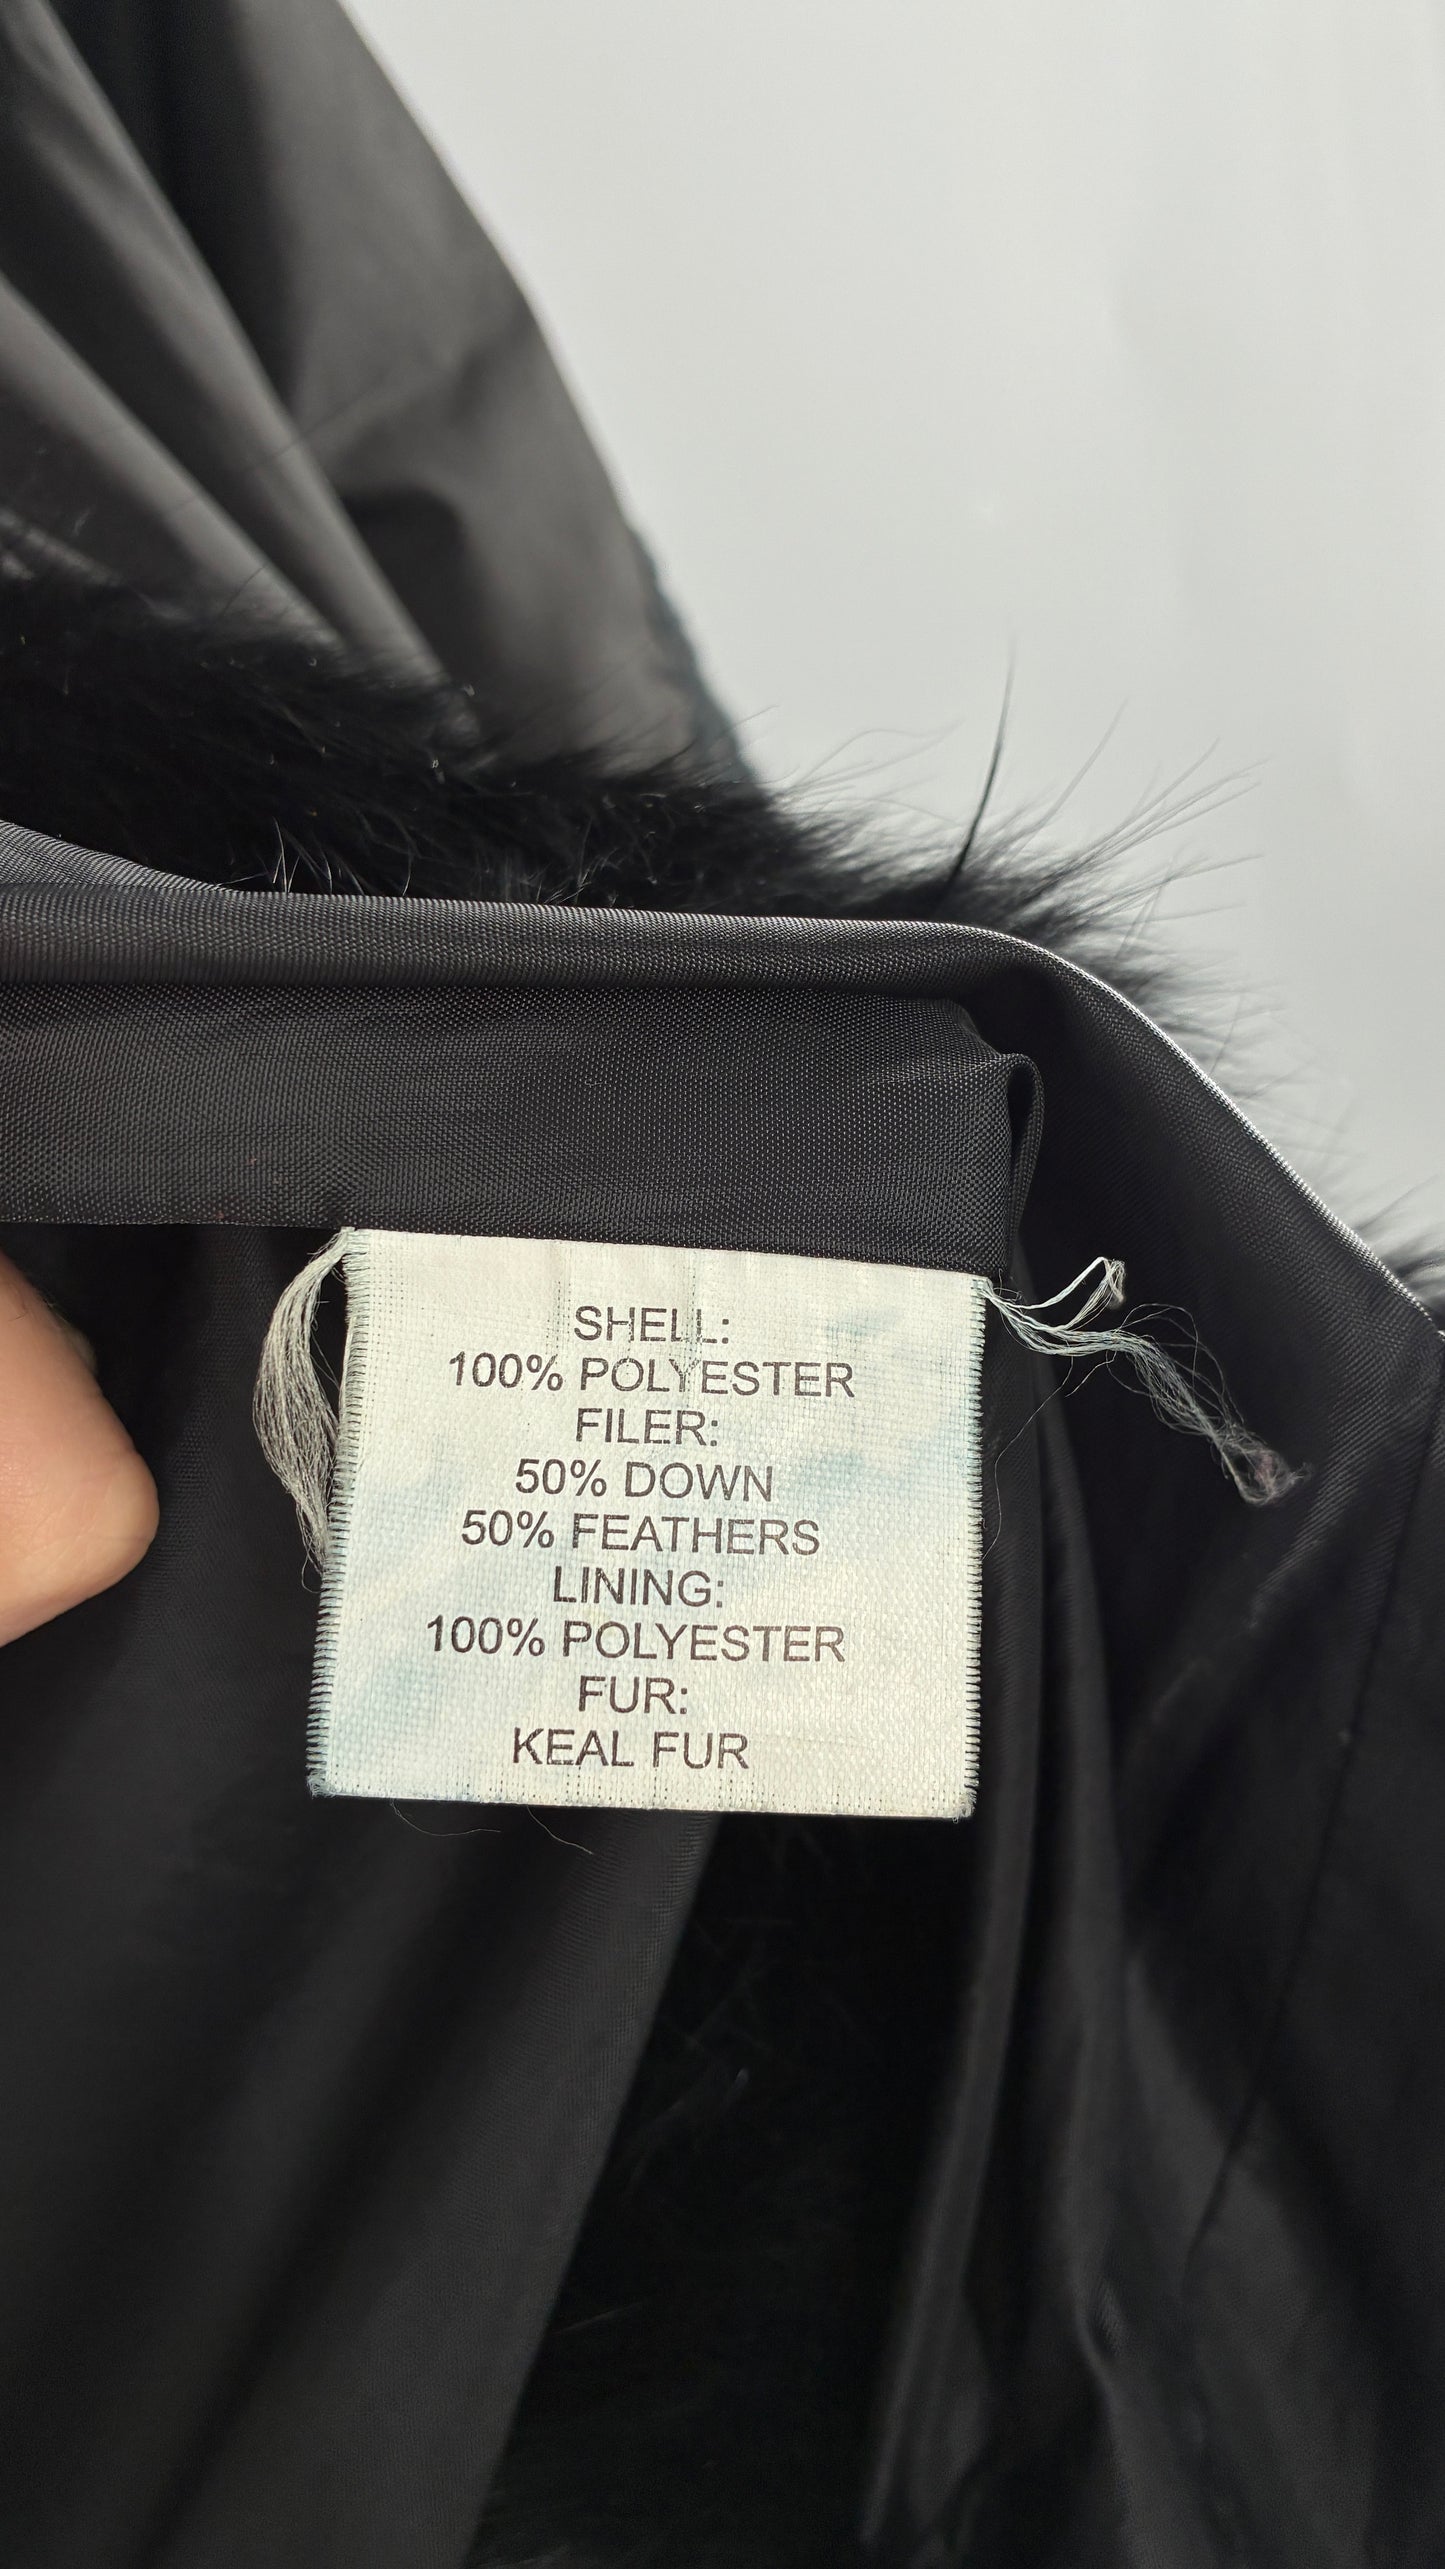 SHELL:
100% POLYESTER
FILER:
50% DOWN
50% FEATHERS
LINING:
100% POLYESTER
FUR:
KEAL FUR